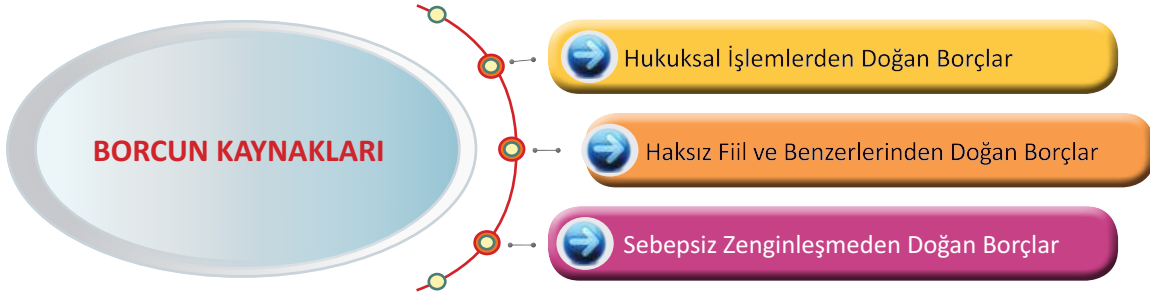 BORCUN KAYNAKLARI
Hukuksal İşlemlerden Doğan Borçlar
Haksız Fiil ve Benzerlerinden Doğan Borçlar
Sebepsiz Zenginleşmeden Doğan Borçlar